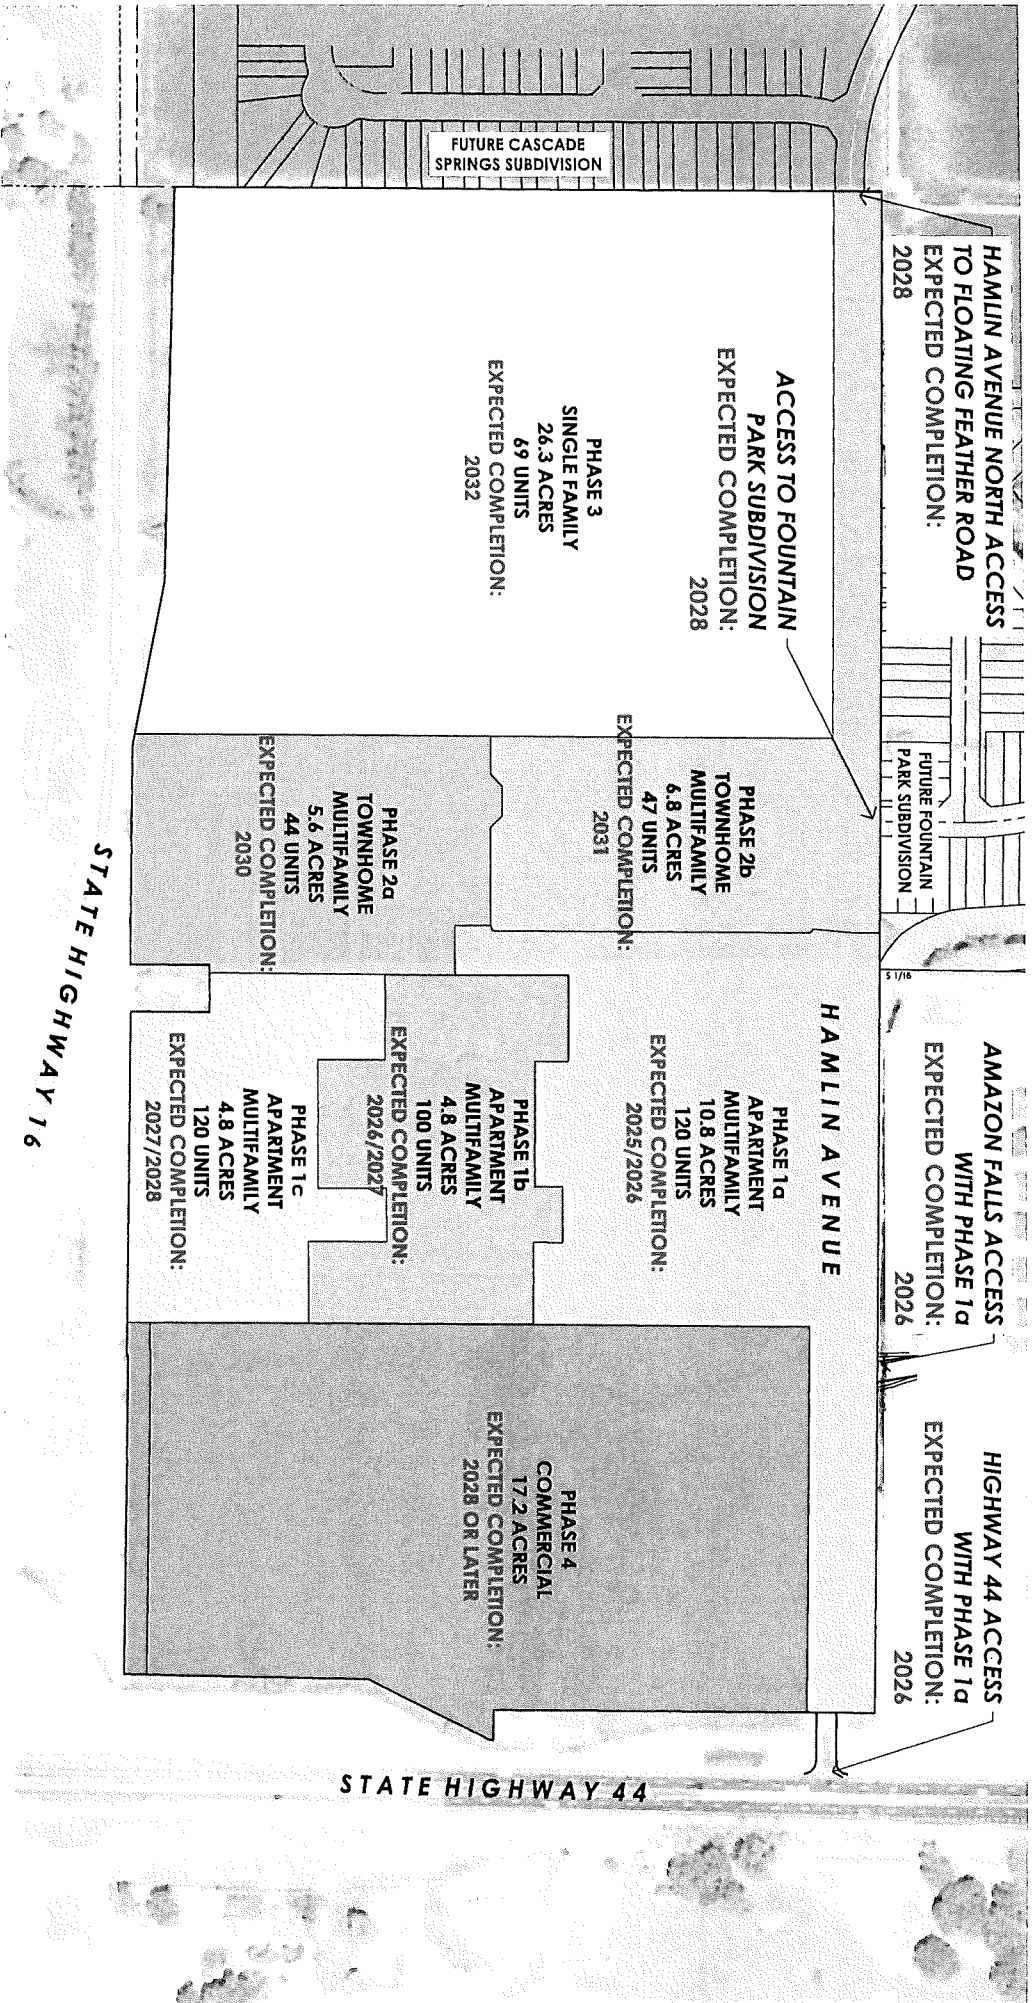 FUTURE CASCADE
SPRINGS SUBDIVISION
HAMLIN AVENUE NORTH ACCESS
TO FLOATING FEATHER ROAD
EXPECTED COMPLETION:
2028
ACCESS TO FOUNTAIN
PARK SUBDIVISION
EXPECTED COMPLETION:
2028
PHASE 3
SINGLE FAMILY
26.3 ACRES
69 UNITS
EXPECTED COMPLETION:
2032
FUTURE FOUNTAIN
PARK SUBDIVISION
PHASE 2b
TOWNHOME
MULTIFAMILY
6.8 ACRES
47 UNITS
EXPECTED COMPLETION:
2031
PHASE 2a
TOWNHOME
MULTIFAMILY
5.6 ACRES
44 UNITS
EXPECTED COMPLETION:
2030
STATE HIGHWAY 16
S 1/16
AMAZON FALLS ACCESS
WITH PHASE 1a
EXPECTED COMPLETION:
2026
HAMLIN AVENUE
PHASE 1a
APARTMENT
MULTIFAMILY
10.8 ACRES
120 UNITS
EXPECTED COMPLETION:
2025/2026
PHASE 1b
APARTMENT
MULTIFAMILY
4.8 ACRES
100 UNITS
EXPECTED COMPLETION:
2026/2027
PHASE 1c
APARTMENT
MULTIFAMILY
4.8 ACRES
120 UNITS
EXPECTED COMPLETION:
2027/2028
HIGHWAY 44 ACCESS
WITH PHASE 1a
EXPECTED COMPLETION:
2026
PHASE 4
COMMERCIAL
17.2 ACRES
EXPECTED COMPLETION:
2028 OR LATER
STATE HIGHWAY 44